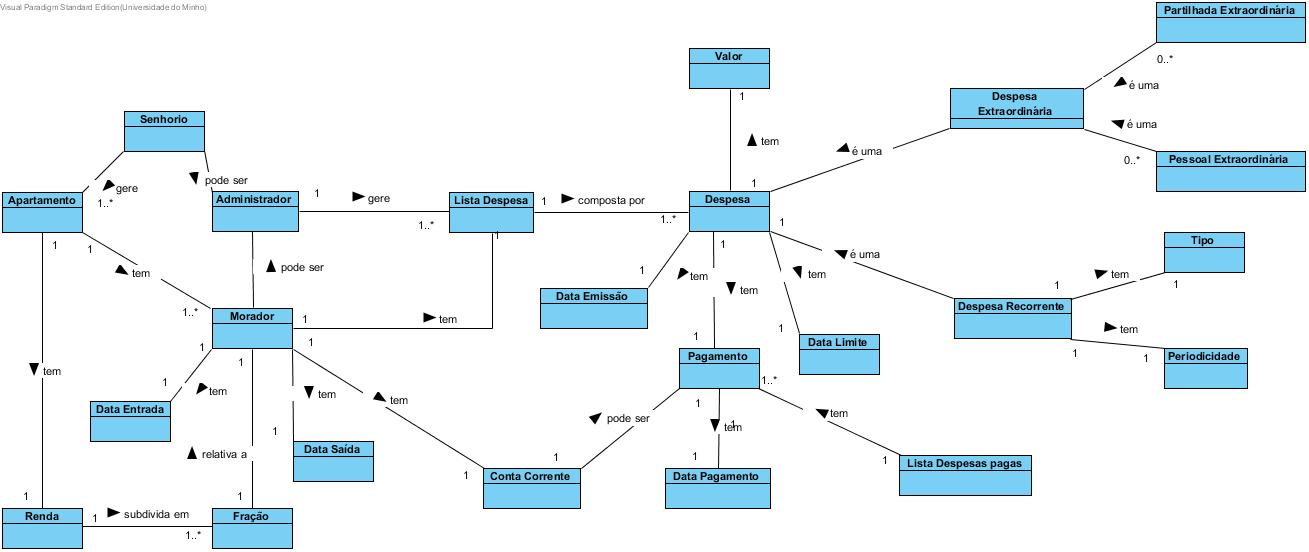 Visual Paradigm Standard Edition(Universidade do Minho)
Partilhada Extraordinária
0..*
é uma
Valor
1
tem
1
Despesa
Extraordinária
é uma
é uma
0..*
Pessoal Extraordinária
Senhorio
gere
1..*
pode ser
Apartamento
1
1
Administrador
1
gere
1..*
Lista Despesa
1
1
composta por
1..*
Despesa
1
1
é uma
Tipo
tem
1
1
tem
1..*
pode ser
1
Data Emissão
tem
tem
tem
1
1
Despesa Recorrente
tem
1
1
Periodicidade
Morador
1
tem
1
1
1
Data Limite
Pagamento
1..*
tem
1
tem
tem
tem
Data Entrada
1
Data Saída
relativa a
pode ser
1
1
Conta Corrente
1
1
tem
1
Data Pagamento
tem
1
Lista Despesas pagas
1
Renda
1
subdivida em
1..*
1
Fração